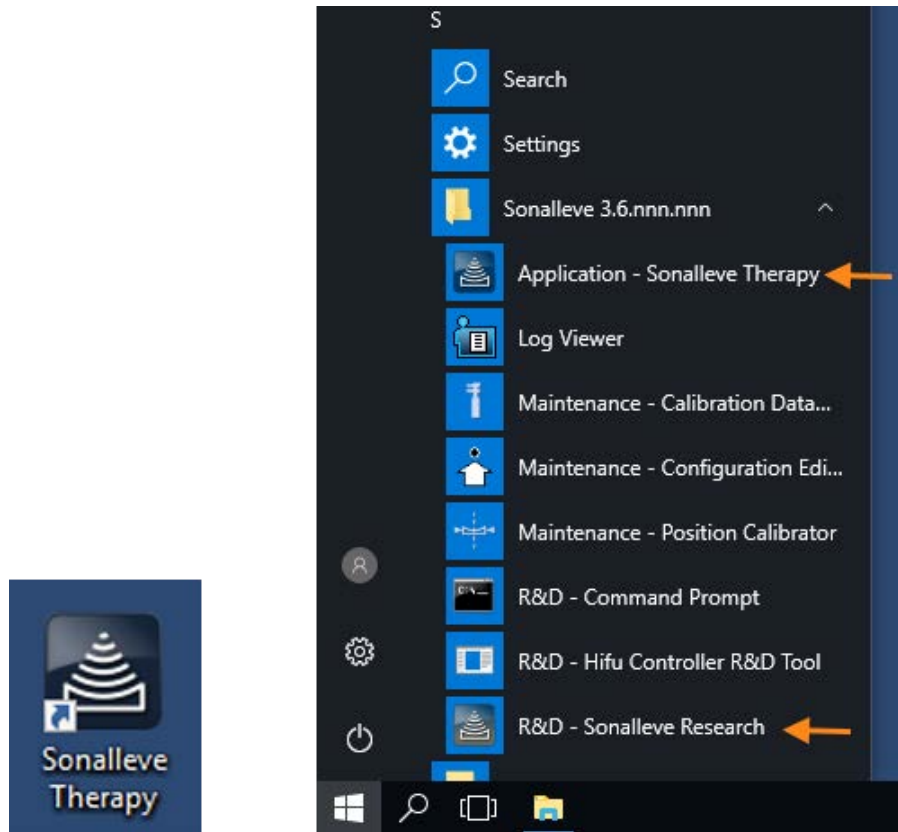 S
Search
Settings
Sonalleve 3.6.nnn.nnn
Application - Sonalleve Therapy
Log Viewer
Maintenance - Calibration Data...
Maintenance - Configuration Edi...
Maintenance - Position Calibrator
R&D - Command Prompt
R&D - Hifu Controller R&D Tool
R&D - Sonalleve Research
Sonalleve
Therapy